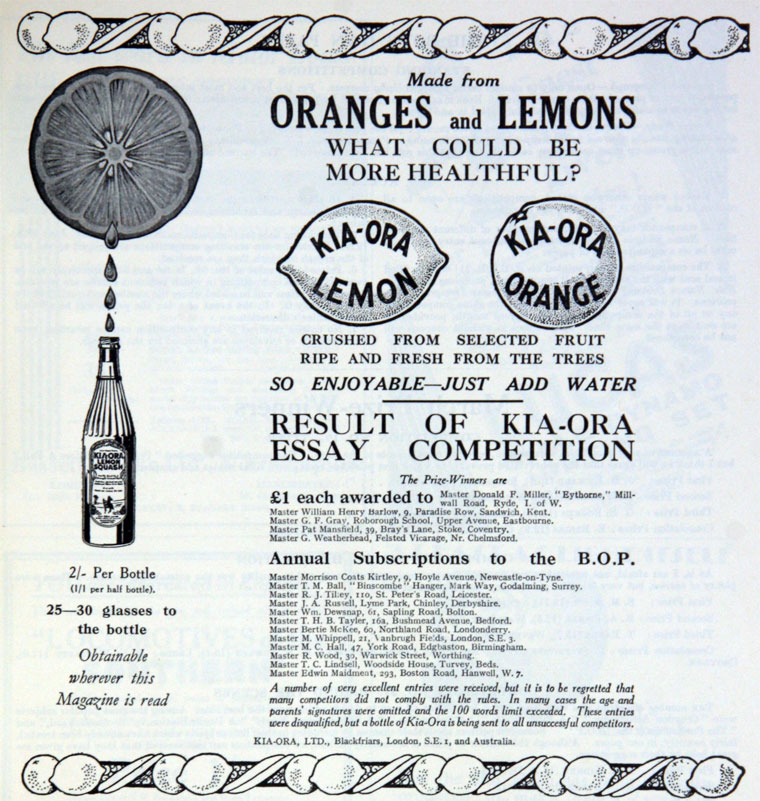 Made from
ORANGES and LEMONS
WHAT COULD BE
MORE HEALTHFUL?
KIA-ORA
LEMON
KIA-ORA
ORANGE
CRUSHED FROM SELECTED FRUIT
RIPE AND FRESH FROM THE TREES
SO ENJOYABLE—JUST ADD WATER
KIA-ORA
LEMON
SQUASH
2/- Per Bottle
(1/1 per half bottle).
25—30 glasses to
the bottle
Obtainable
wherever this
Magazine is read
RESULT OF KIA-ORA
ESSAY COMPETITION
The Prize-Winners are
£1 each awarded to Master Donald F. Miller, "Eythorne," Mill-
wall Road, Ryde, I. of W.
Master William Henry Barlow, 9, Paradise Row, Sandwich, Kent.
Master G. F. Gray, Roborough School, Upper Avenue, Eastbourne.
Master Pat Mansfield, 39, Bray's Lane, Stoke, Coventry.
Master G. Weatherhead, Felsted Vicarage, Nr. Chelmsford.
Annual Subscriptions to the B.O.P.
Master Morrison Coats Kirtley, 9, Hoyle Avenue, Newcastle-on-Tyne.
Master T. M. Ball, "Binscombe" Hanger, Mark Way, Godalming, Surrey.
Master R. J. Tilley, 110, St. Peter's Road, Leicester.
Master J. A. Russell, Lyme Park, Chinley, Derbyshire.
Master Wm. Dewsnap, 61, Sapling Road, Bolton.
Master T. H. B. Tayler, 16a, Bushmead Avenue, Bedford.
Master Bertie McKee, 60, Northland Road, Londonderry.
Master M. Whippell, 21, Vanbrugh Fields, London, S.E. 3.
Master M. C. Hall, 47, York Road, Edgbaston, Birmingham.
Master R. Wood, 30, Warwick Street, Worthing.
Master T. C. Lindsell, Woodside House, Turvey, Beds.
Master Edwin Maidment, 293, Boston Road, Hanwell, W. 7.
A number of very excellent entries were received, but it is to be regretted that
many competitors did not comply with the rules. In many cases the age and
parents' signatures were omitted and the 100 words limit exceeded. These entries
were disqualified, but a bottle of Kia-Ora is being sent to all unsuccessful competitors.
KIA-ORA, LTD., Blackfriars, London, S.E. 1, and Australia.